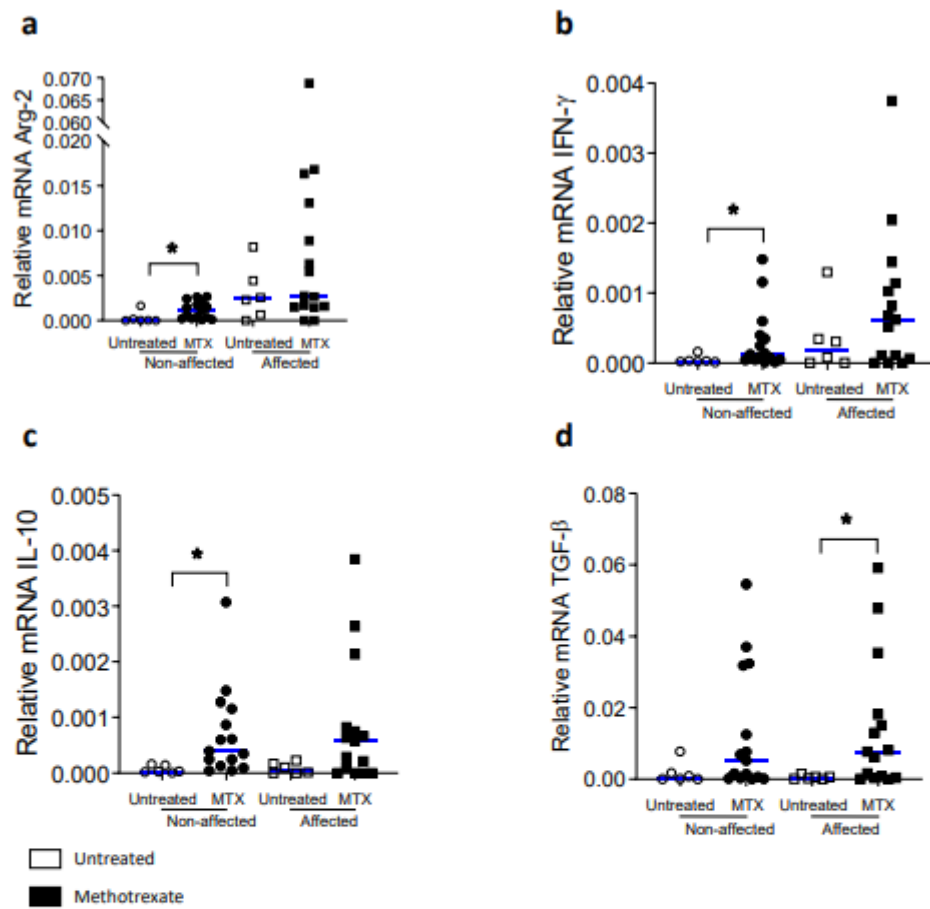 a
Relative mRNA Arg-2
0.070
0.065
0.060
0.020
0.015
0.010
0.005
0.000
*
Untreated MTX Untreated MTX
Non-affected Affected
b
Relative mRNA IFN-γ
0.004
0.003
0.002
0.001
0.000
*
Untreated MTX Untreated MTX
Non-affected Affected
c
Relative mRNA IL-10
0.005
0.004
0.003
0.002
0.001
0.000
*
Untreated MTX Untreated MTX
Non-affected Affected
d
Relative mRNA TGF-β
0.08
0.06
0.04
0.02
0.00
*
Untreated MTX Untreated MTX
Non-affected Affected
Untreated
Methotrexate